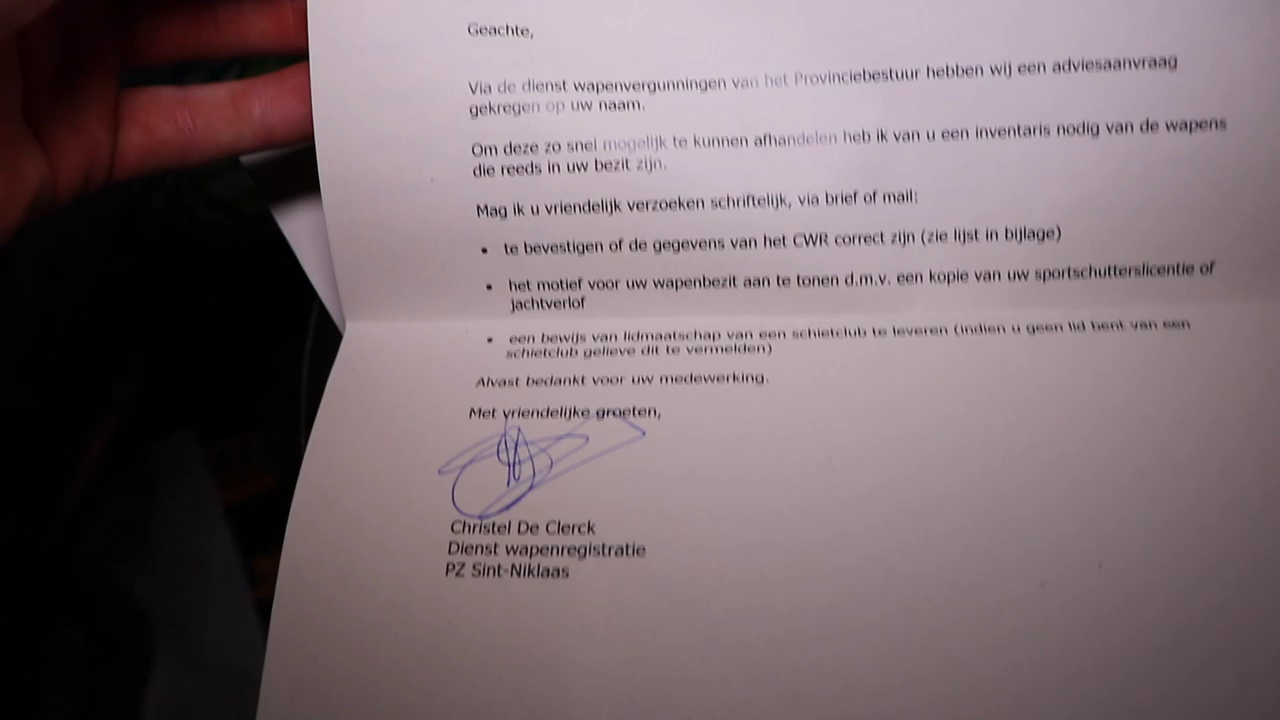 Geachte,
Via de dienst wapenvergunningen van het Provinciebestuur hebben wij een adviesaanvraag
gekregen op uw naam.
Om deze zo snel mogelijk te kunnen afhandelen heb ik van u een inventaris nodig van de wapens
die reeds in uw bezit zijn.
Mag ik u vriendelijk verzoeken schriftelijk, via brief of mail:
• te bevestigen of de gegevens van het CWR correct zijn (zie lijst in bijlage)
• het motief voor uw wapenbezit aan te tonen d.m.v. een kopie van uw sportschutterslicentie of
jachtverlof
• een bewijs van lidmaatschap van een schietclub te leveren (indien u geen lid bent van een
schietclub gelieve dit te vermelden)
Alvast bedankt voor uw medewerking.
Met vriendelijke groeten,
Christel De Clerck
Dienst wapenregistratie
PZ Sint-Niklaas